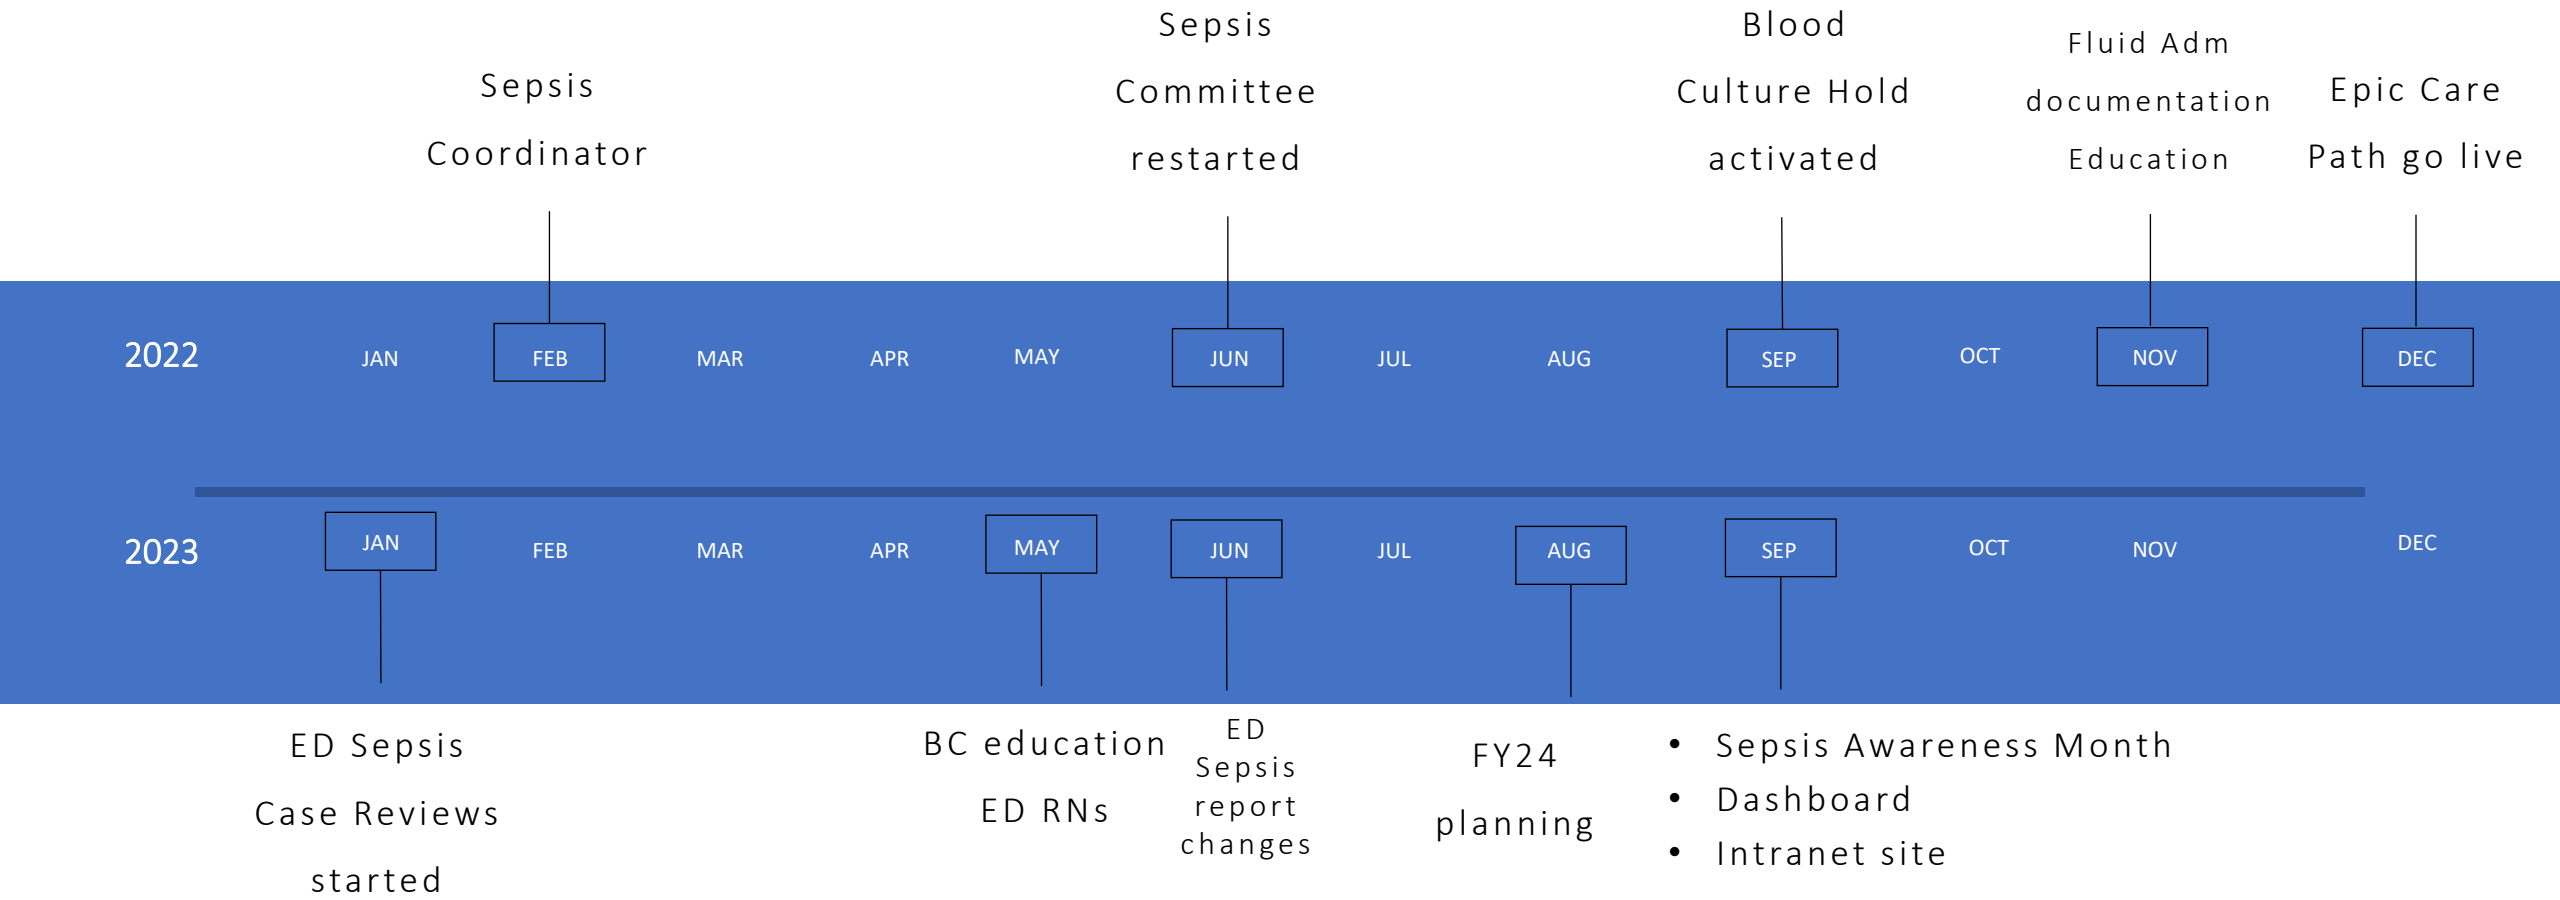 Sepsis
Coordinator
Sepsis
Committee
restarted
Blood
Culture Hold
activated
Fluid Adm
documentation
Education
Epic Care
Path go live
2022 JAN FEB MAR APR MAY JUN JUL AUG SEP OCT NOV DEC
2023 JAN FEB MAR APR MAY JUN JUL AUG SEP OCT NOV DEC
ED Sepsis
Case Reviews
started
BC education
ED RNs
ED
Sepsis
report
changes
FY24
planning
• Sepsis Awareness Month
• Dashboard
• Intranet site